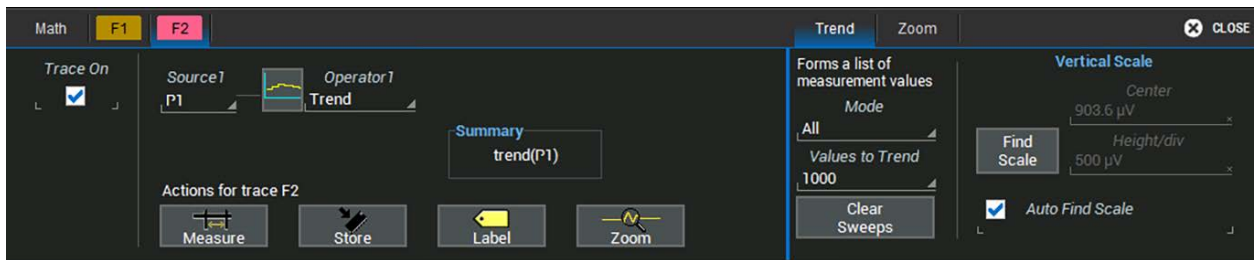 Math F1 F2 Trend Zoom CLOSE
Trace On
Source1 Operator1
P1 Trend
Summary
trend(P1)
Actions for trace F2
Measure Store Label Zoom
Forms a list of
measurement values
Mode
All
Values to Trend
1000
Clear
Sweeps
Vertical Scale
Center
903.6 µV
Find
Scale
Height/div
500 µV
Auto Find Scale